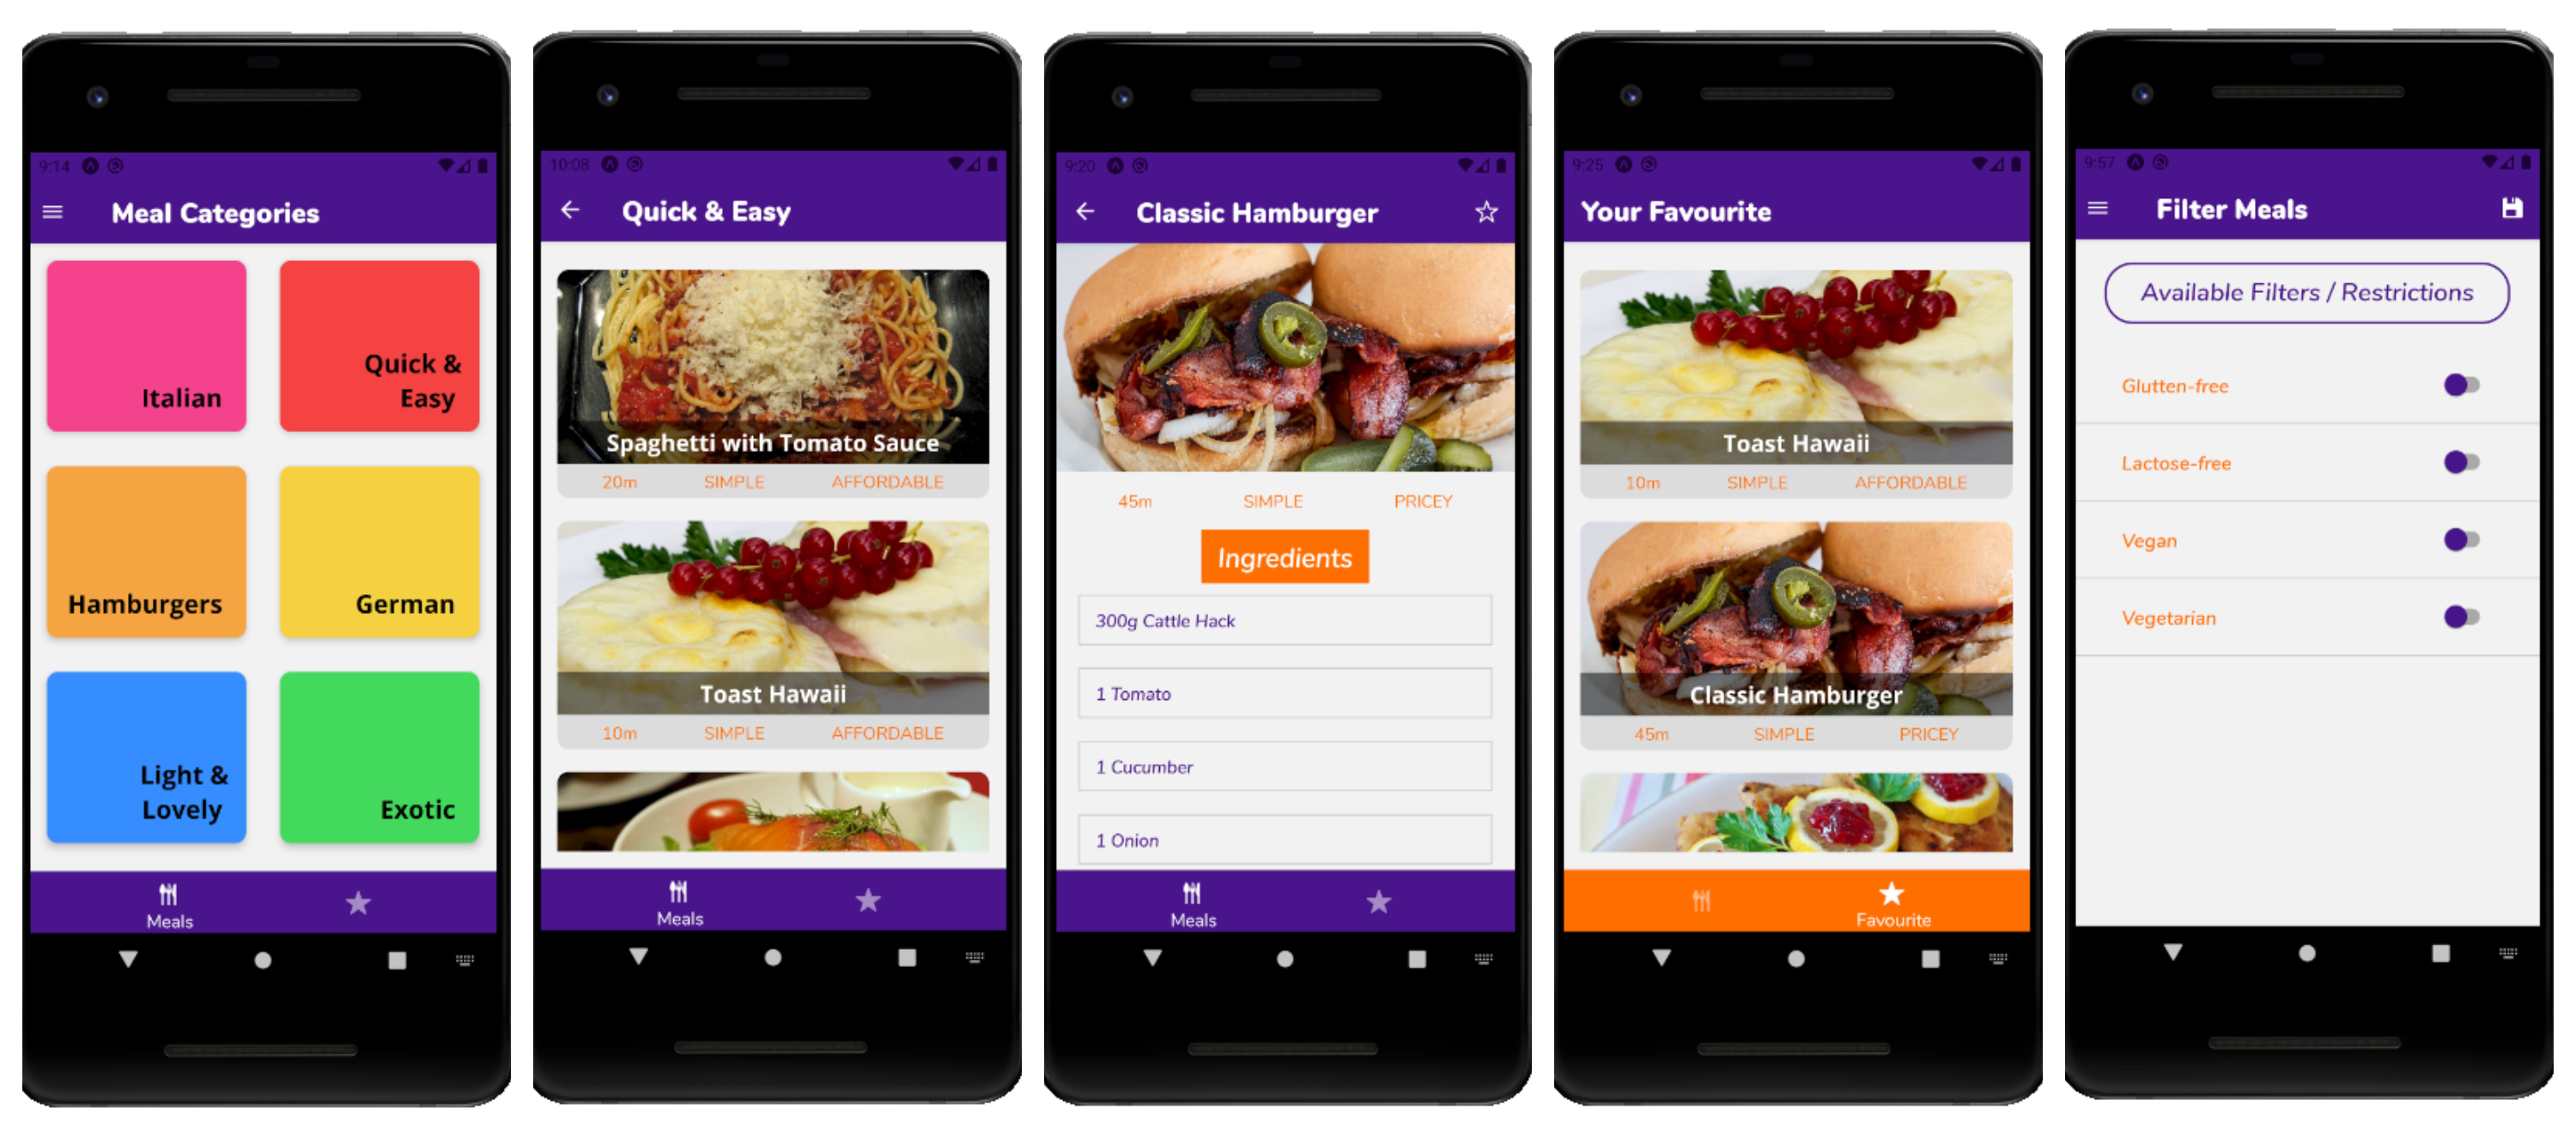 9:14
Meal Categories
Italian
Quick &
Easy
Hamburgers
German
Light &
Lovely
Exotic
Meals
10:08
Quick & Easy
Spaghetti with Tomato Sauce
20m SIMPLE AFFORDABLE
Toast Hawaii
10m SIMPLE AFFORDABLE
Meals
9:20
Classic Hamburger
45m SIMPLE PRICEY
Ingredients
300g Cattle Hack
1 Tomato
1 Cucumber
1 Onion
Meals
9:25
Your Favourite
Toast Hawaii
10m SIMPLE AFFORDABLE
Classic Hamburger
45m SIMPLE PRICEY
Favourite
9:57
Filter Meals
Available Filters / Restrictions
Glutten-free
Lactose-free
Vegan
Vegetarian